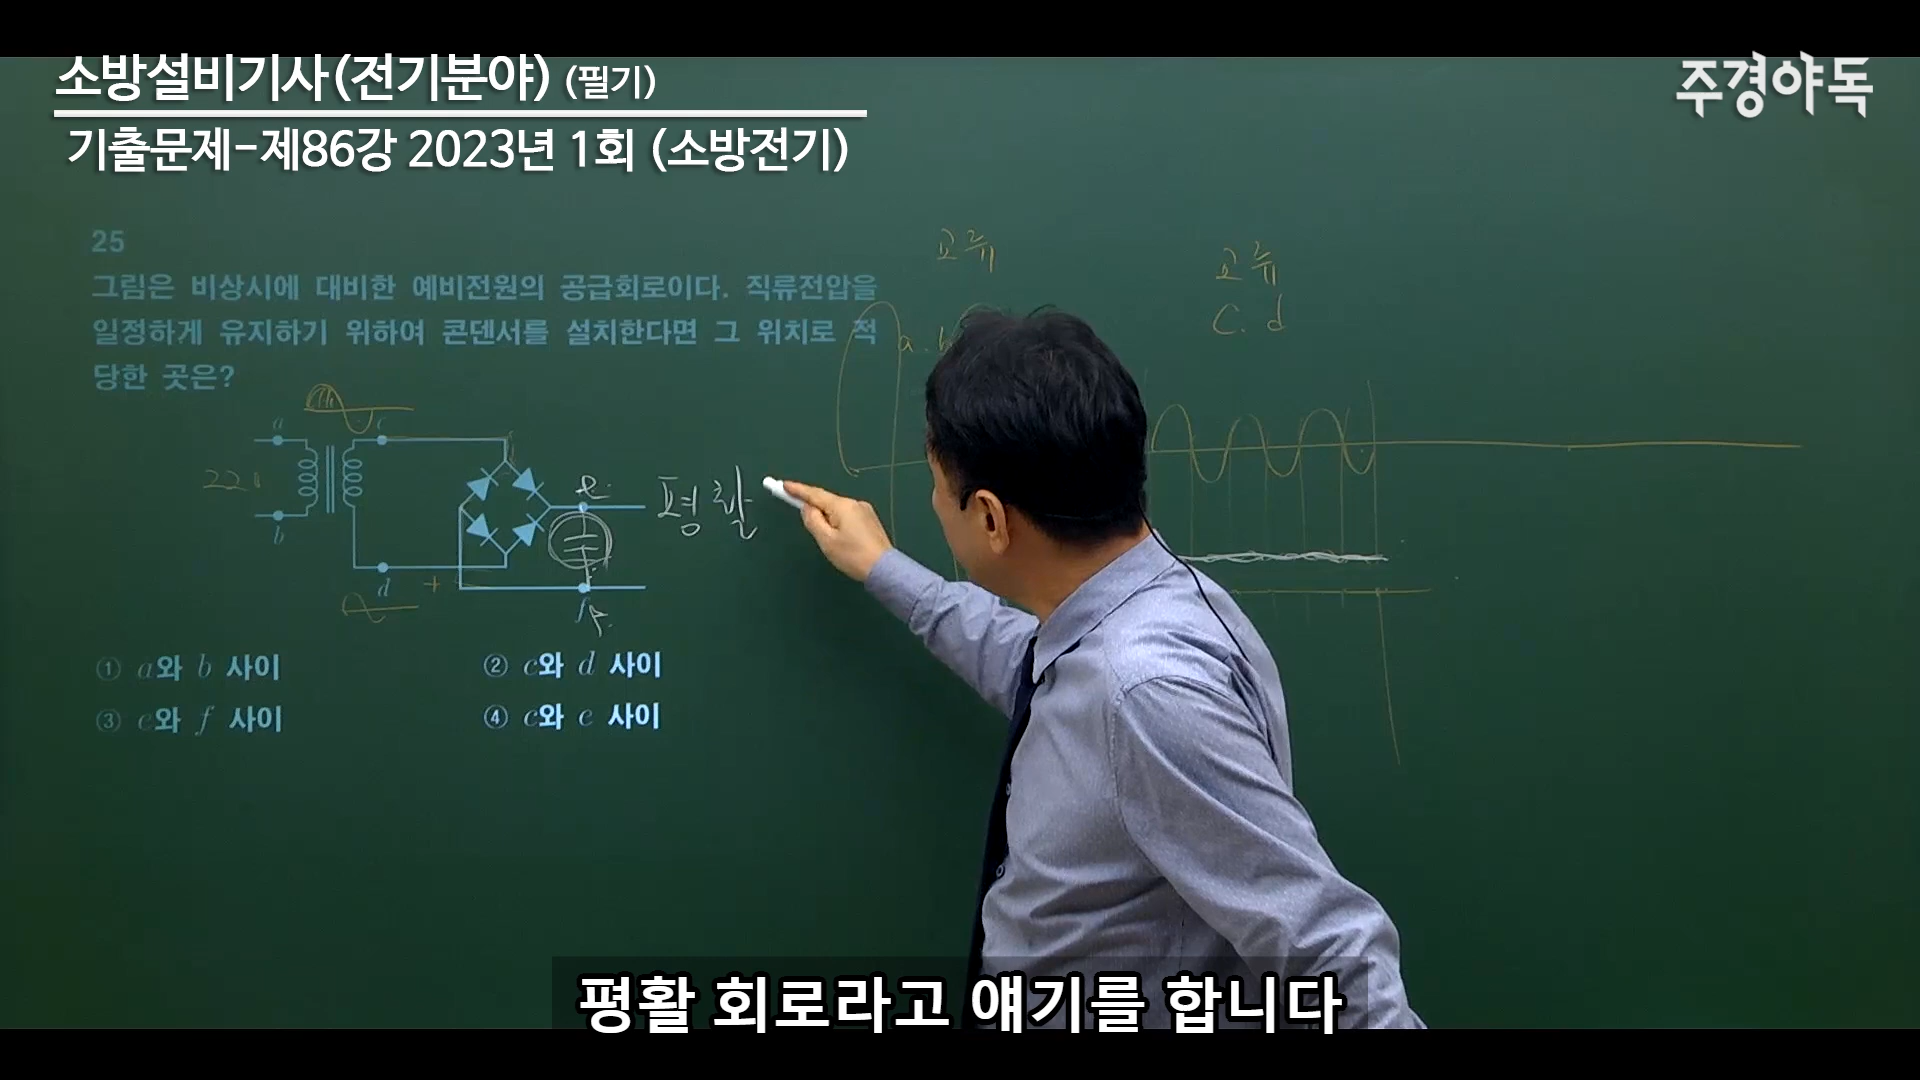 소방설비기사(전기분야) (필기)
기출문제-제86강 2023년 1회 (소방전기)
주경야독
25
그림은 비상시에 대비한 예비전원의 공급회로이다. 직류전압을
일정하게 유지하기 위하여 콘덴서를 설치한다면 그 위치로 적
당한 곳은?
교류
교류
a. b
C. d
a
c
220
b
e
평활
d
+
f
① a와 b 사이
② c와 d 사이
③ e와 f 사이
④ c와 e 사이
평활 회로라고 얘기를 합니다